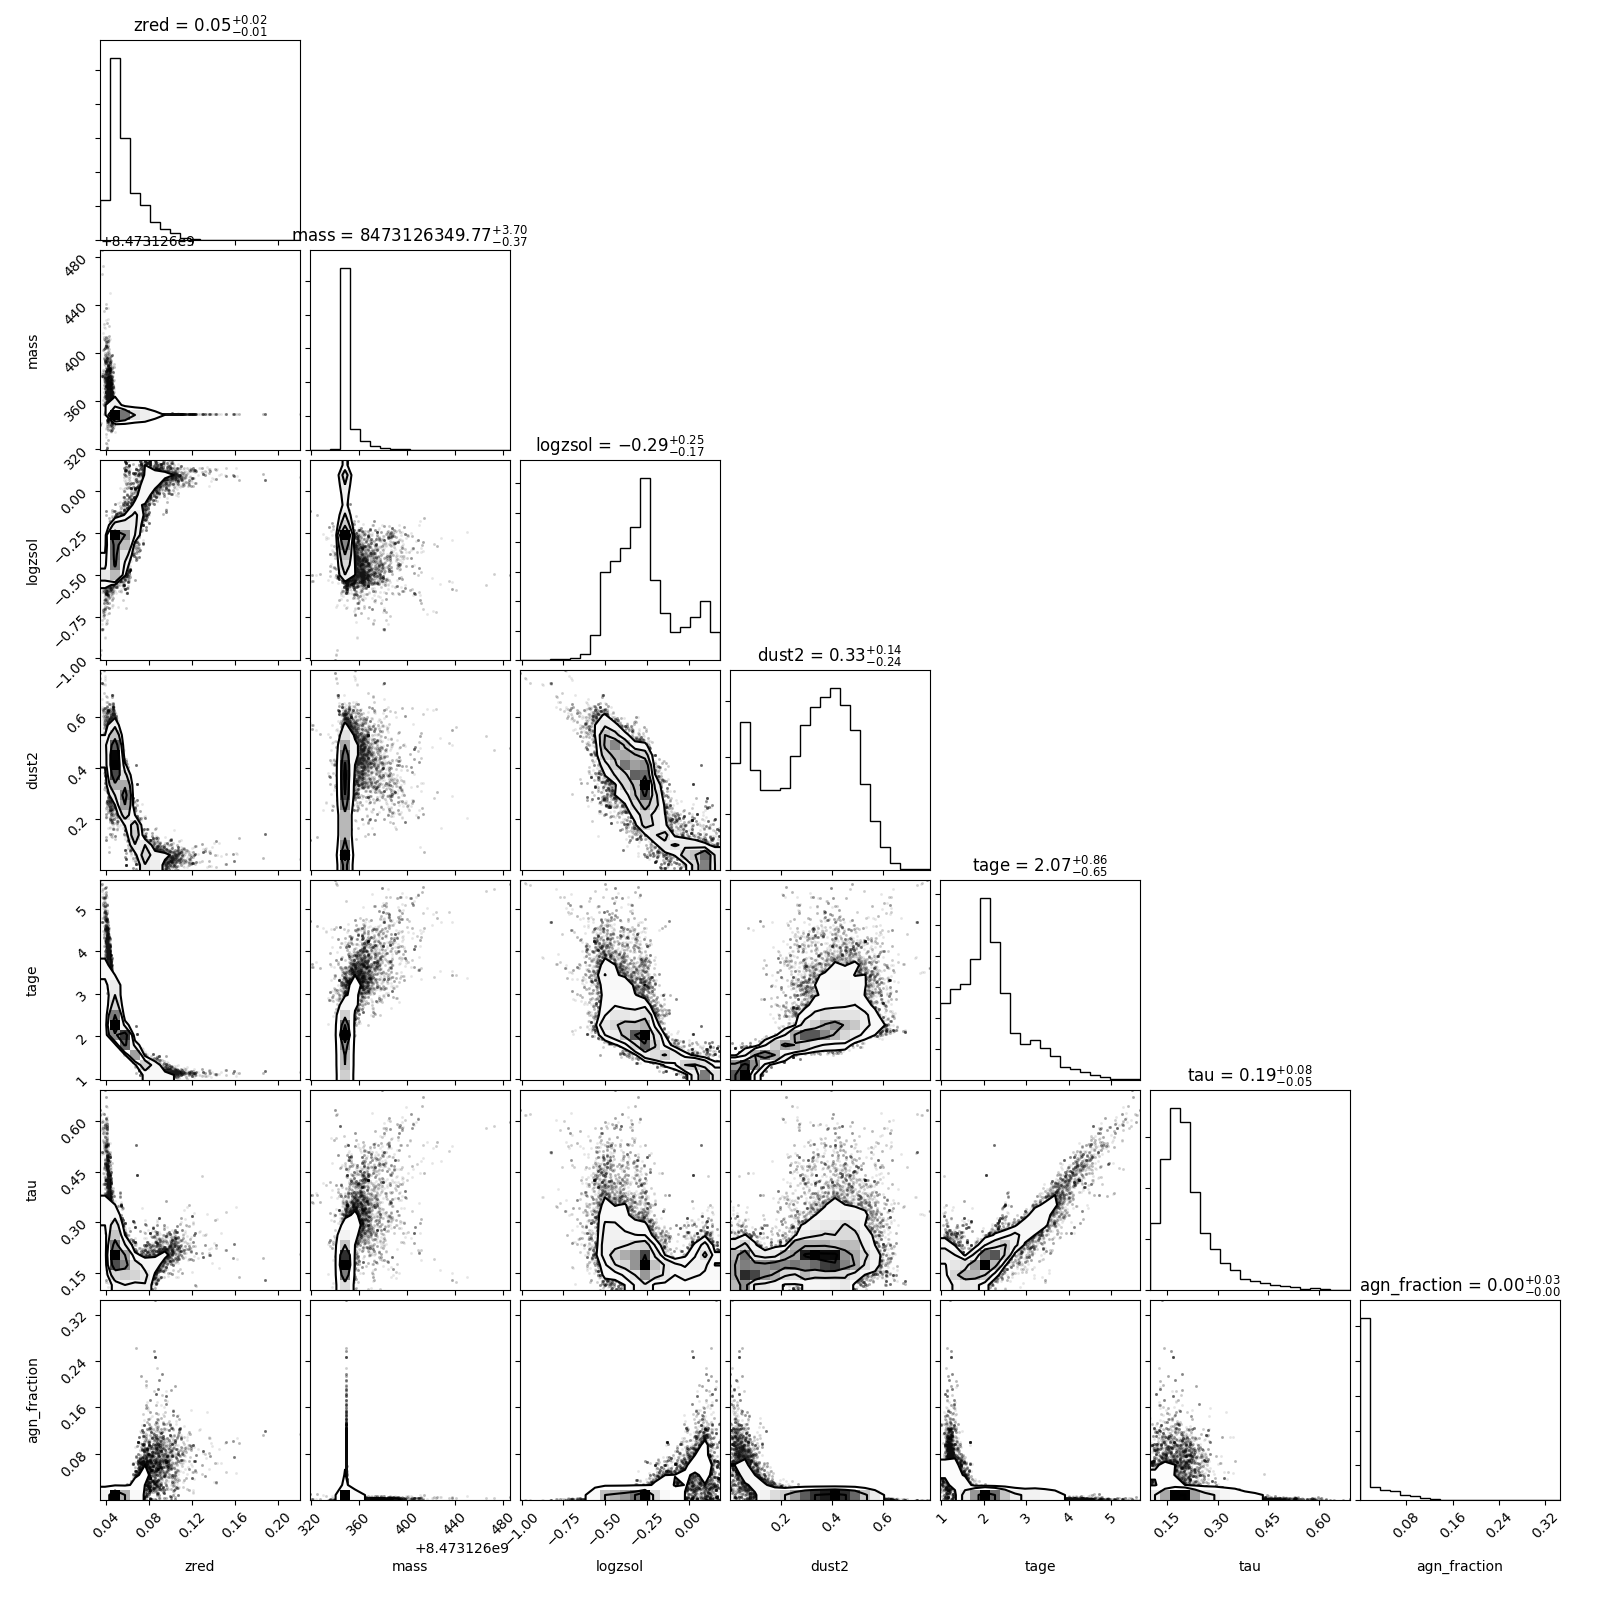 zred = 0.05+0.02 −0.01
+8.473126e9
mass = 8473126349.77+3.70 −0.37
mass
480
440
400
360
320
logzsol = −0.29+0.25 −0.17
logzsol
0.00
−0.25
−0.50
−0.75
−1.00
dust2 = 0.33+0.14 −0.24
dust2
0.6
0.4
0.2
tage = 2.07+0.86 −0.65
tage
5
4
3
2
1
tau = 0.19+0.08 −0.05
tau
0.60
0.45
0.30
0.15
agn_fraction = 0.00+0.03 −0.00
agn_fraction
0.32
0.24
0.16
0.08
0.04 0.08 0.12 0.16 0.20
320 360 400 440 480
−1.00 −0.75 −0.50 −0.25 0.00
0.2 0.4 0.6
1 2 3 4 5
0.15 0.30 0.45 0.60
0.08 0.16 0.24 0.32
+8.473126e9
zred mass logzsol dust2 tage tau agn_fraction